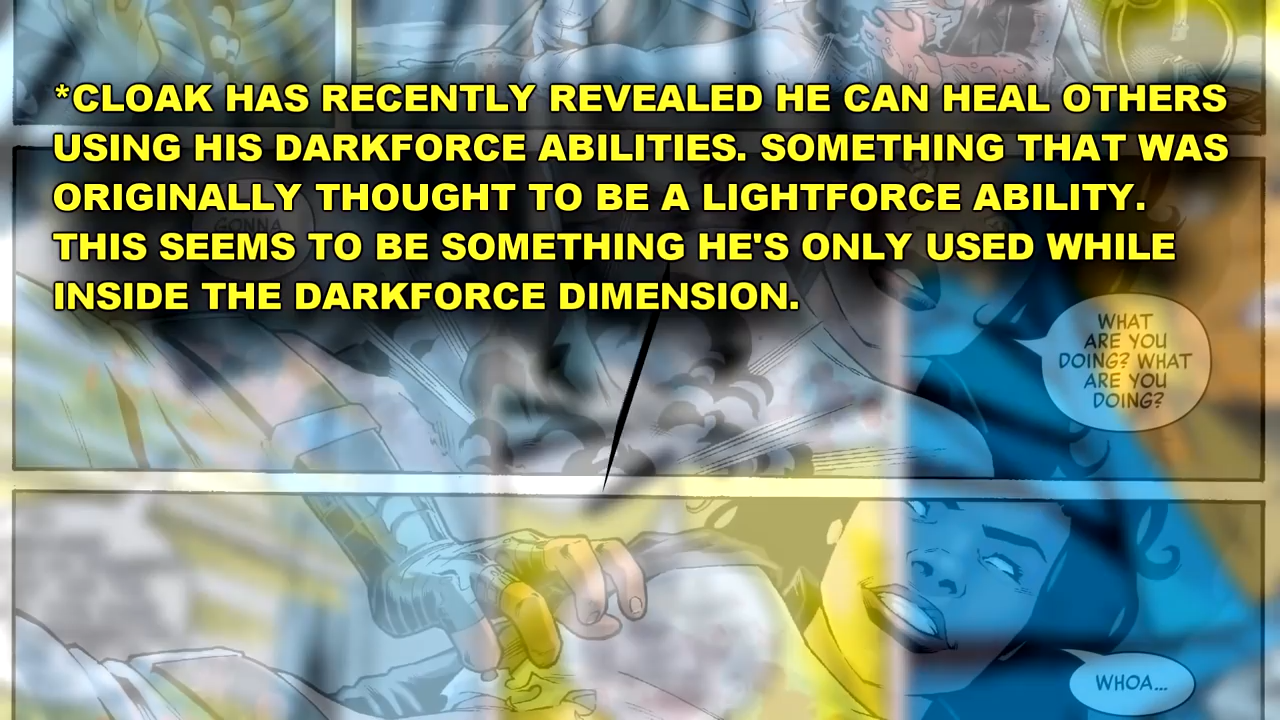 *CLOAK HAS RECENTLY REVEALED HE CAN HEAL OTHERS
USING HIS DARKFORCE ABILITIES. SOMETHING THAT WAS
ORIGINALLY THOUGHT TO BE A LIGHTFORCE ABILITY.
THIS SEEMS TO BE SOMETHING HE'S ONLY USED WHILE
INSIDE THE DARKFORCE DIMENSION.
GONNA
WHAT
ARE YOU
DOING? WHAT
ARE YOU
DOING?
WHOA...